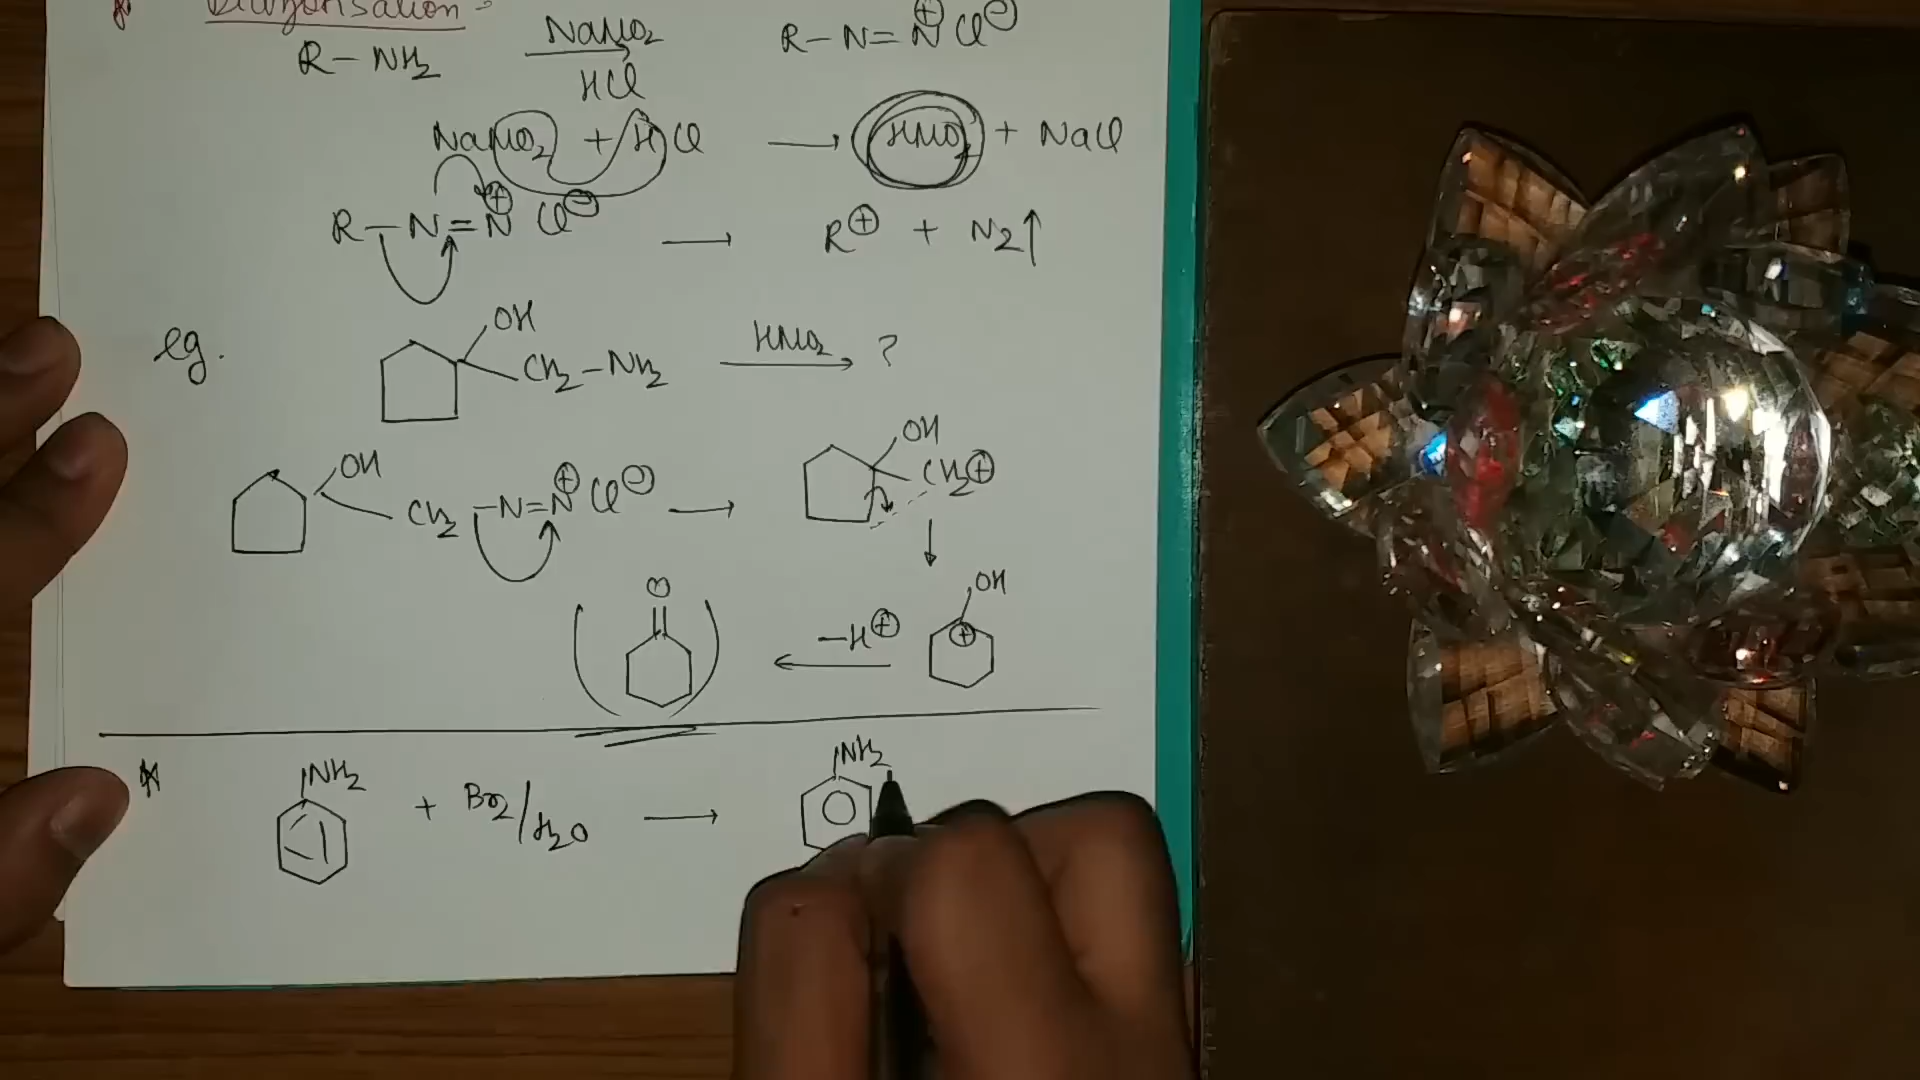 Diazotisation -
R-NH2 NaNO2 HCl R-N=N⊕ Cl⊖
NaNO2 + HCl → HNO2 + NaCl
R-N=N⊕ Cl⊖ → R⊕ + N2↑
eg. OH CH2-NH2 HNO2 → ?
OH CH2-N=N⊕ Cl⊖ → OH CH2⊕
OH
O -H⊕ ⊕
NH2 + Br2/H2O → NH2